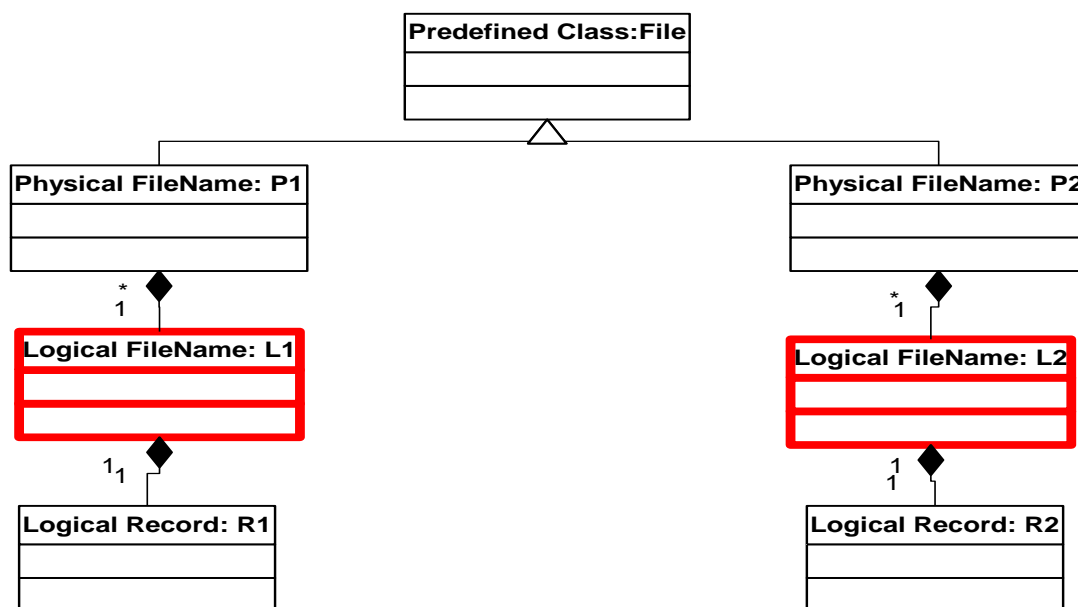 Predefined Class:File
Physical FileName: P1
Physical FileName: P2
*
1
*
1
Logical FileName: L1
Logical FileName: L2
1
1
1
1
Logical Record: R1
Logical Record: R2